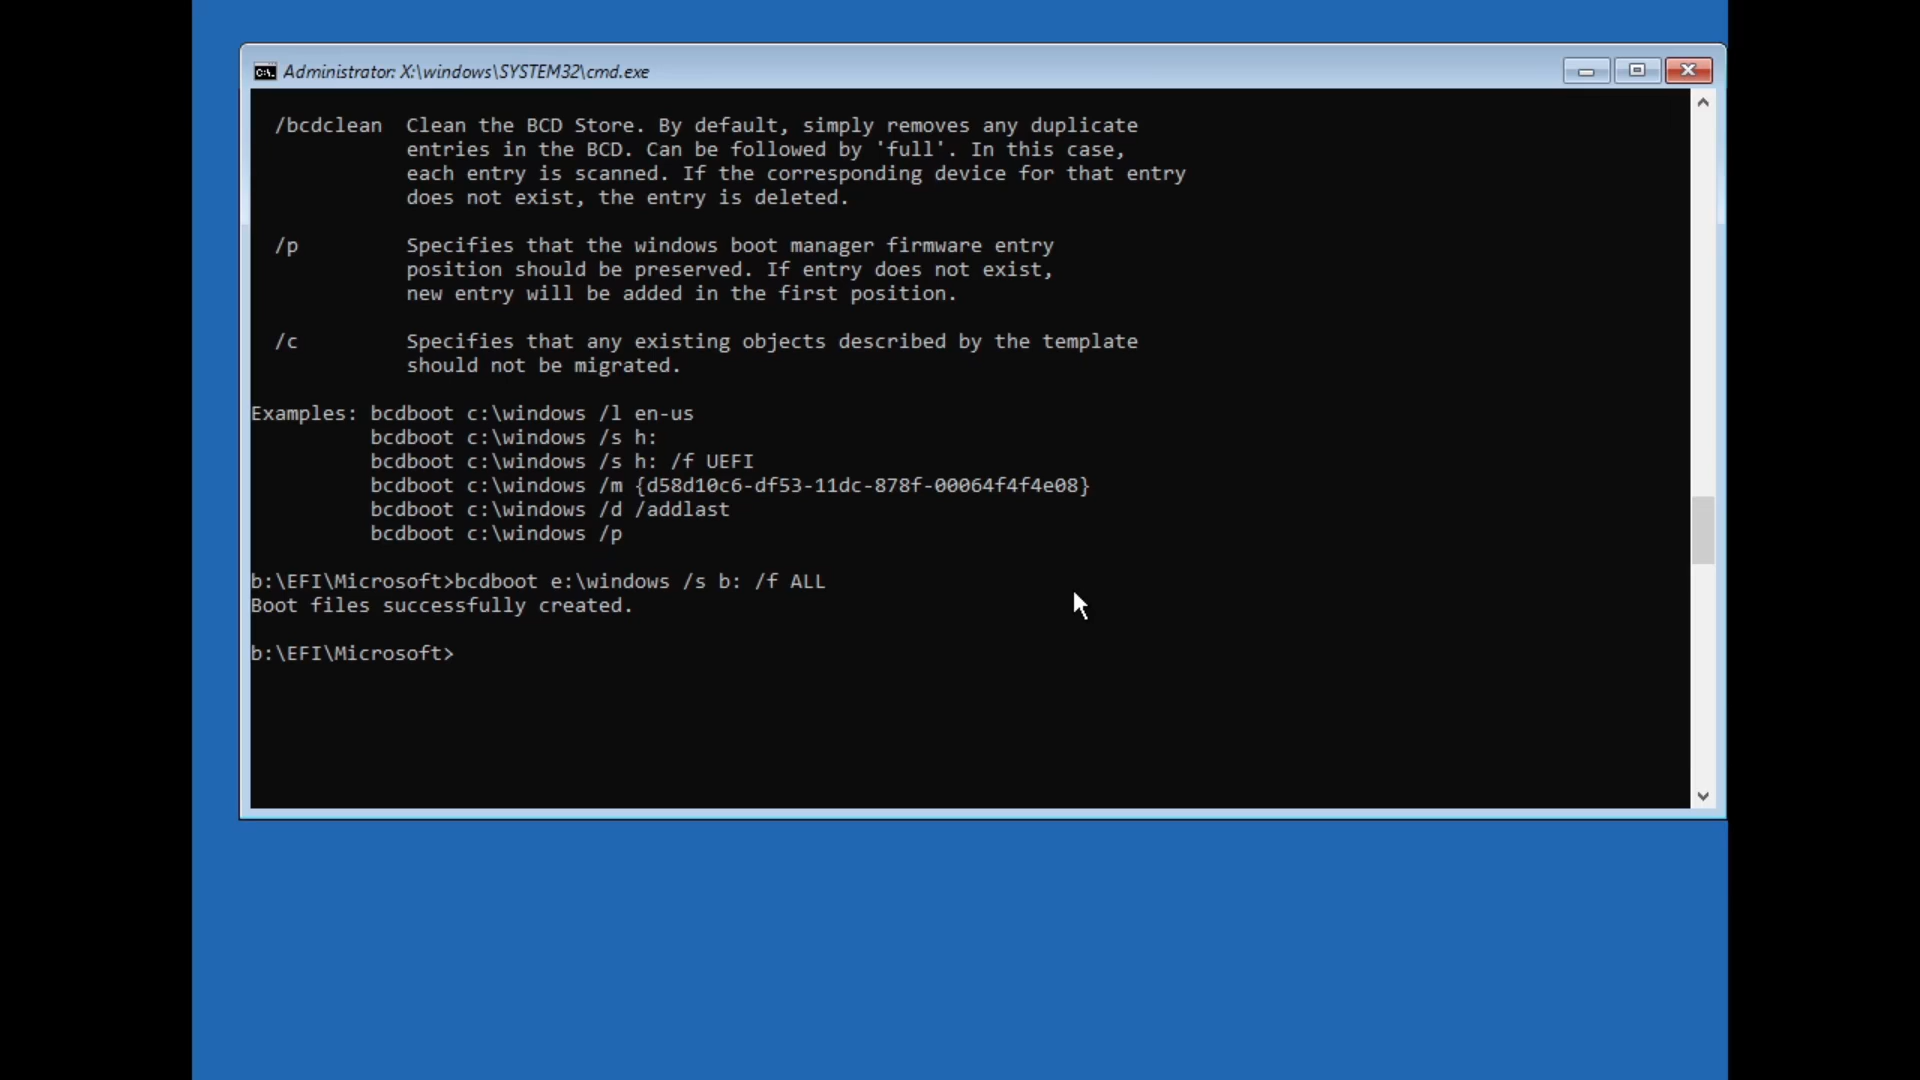 Administrator: X:\windows\SYSTEM32\cmd.exe
/bcdclean  Clean the BCD Store. By default, simply removes any duplicate
entries in the BCD. Can be followed by 'full'. In this case,
each entry is scanned. If the corresponding device for that entry
does not exist, the entry is deleted.
/p         Specifies that the windows boot manager firmware entry
position should be preserved. If entry does not exist,
new entry will be added in the first position.
/c         Specifies that any existing objects described by the template
should not be migrated.
Examples: bcdboot c:\windows /l en-us
bcdboot c:\windows /s h:
bcdboot c:\windows /s h: /f UEFI
bcdboot c:\windows /m {d58d10c6-df53-11dc-878f-00064f4f4e08}
bcdboot c:\windows /d /addlast
bcdboot c:\windows /p
b:\EFI\Microsoft>bcdboot e:\windows /s b: /f ALL
Boot files successfully created.
b:\EFI\Microsoft>